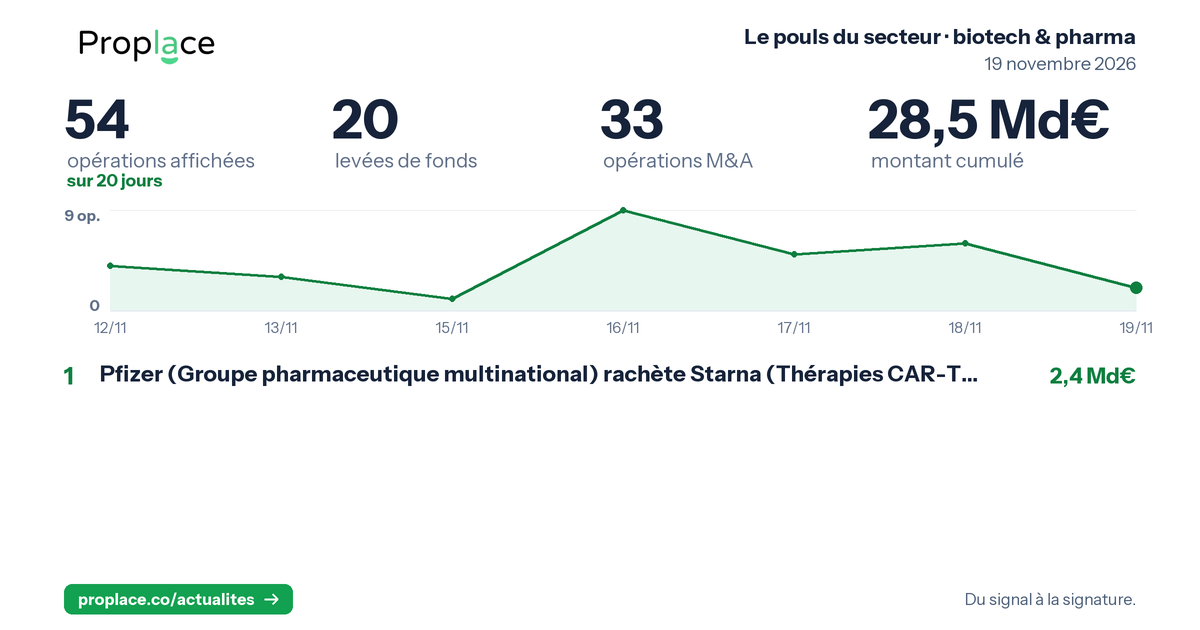 Proplace
Le pouls du secteur · biotech & pharma
19 novembre 2026
54
opérations affichées
sur 20 jours
20
levées de fonds
33
opérations M&A
28,5 Md€
montant cumulé
9 op.
0
12/11
13/11
15/11
16/11
17/11
18/11
19/11
1 Pfizer (Groupe pharmaceutique multinational) rachète Starna (Thérapies CAR-T... 2,4 Md€
proplace.co/actualites →
Du signal à la signature.